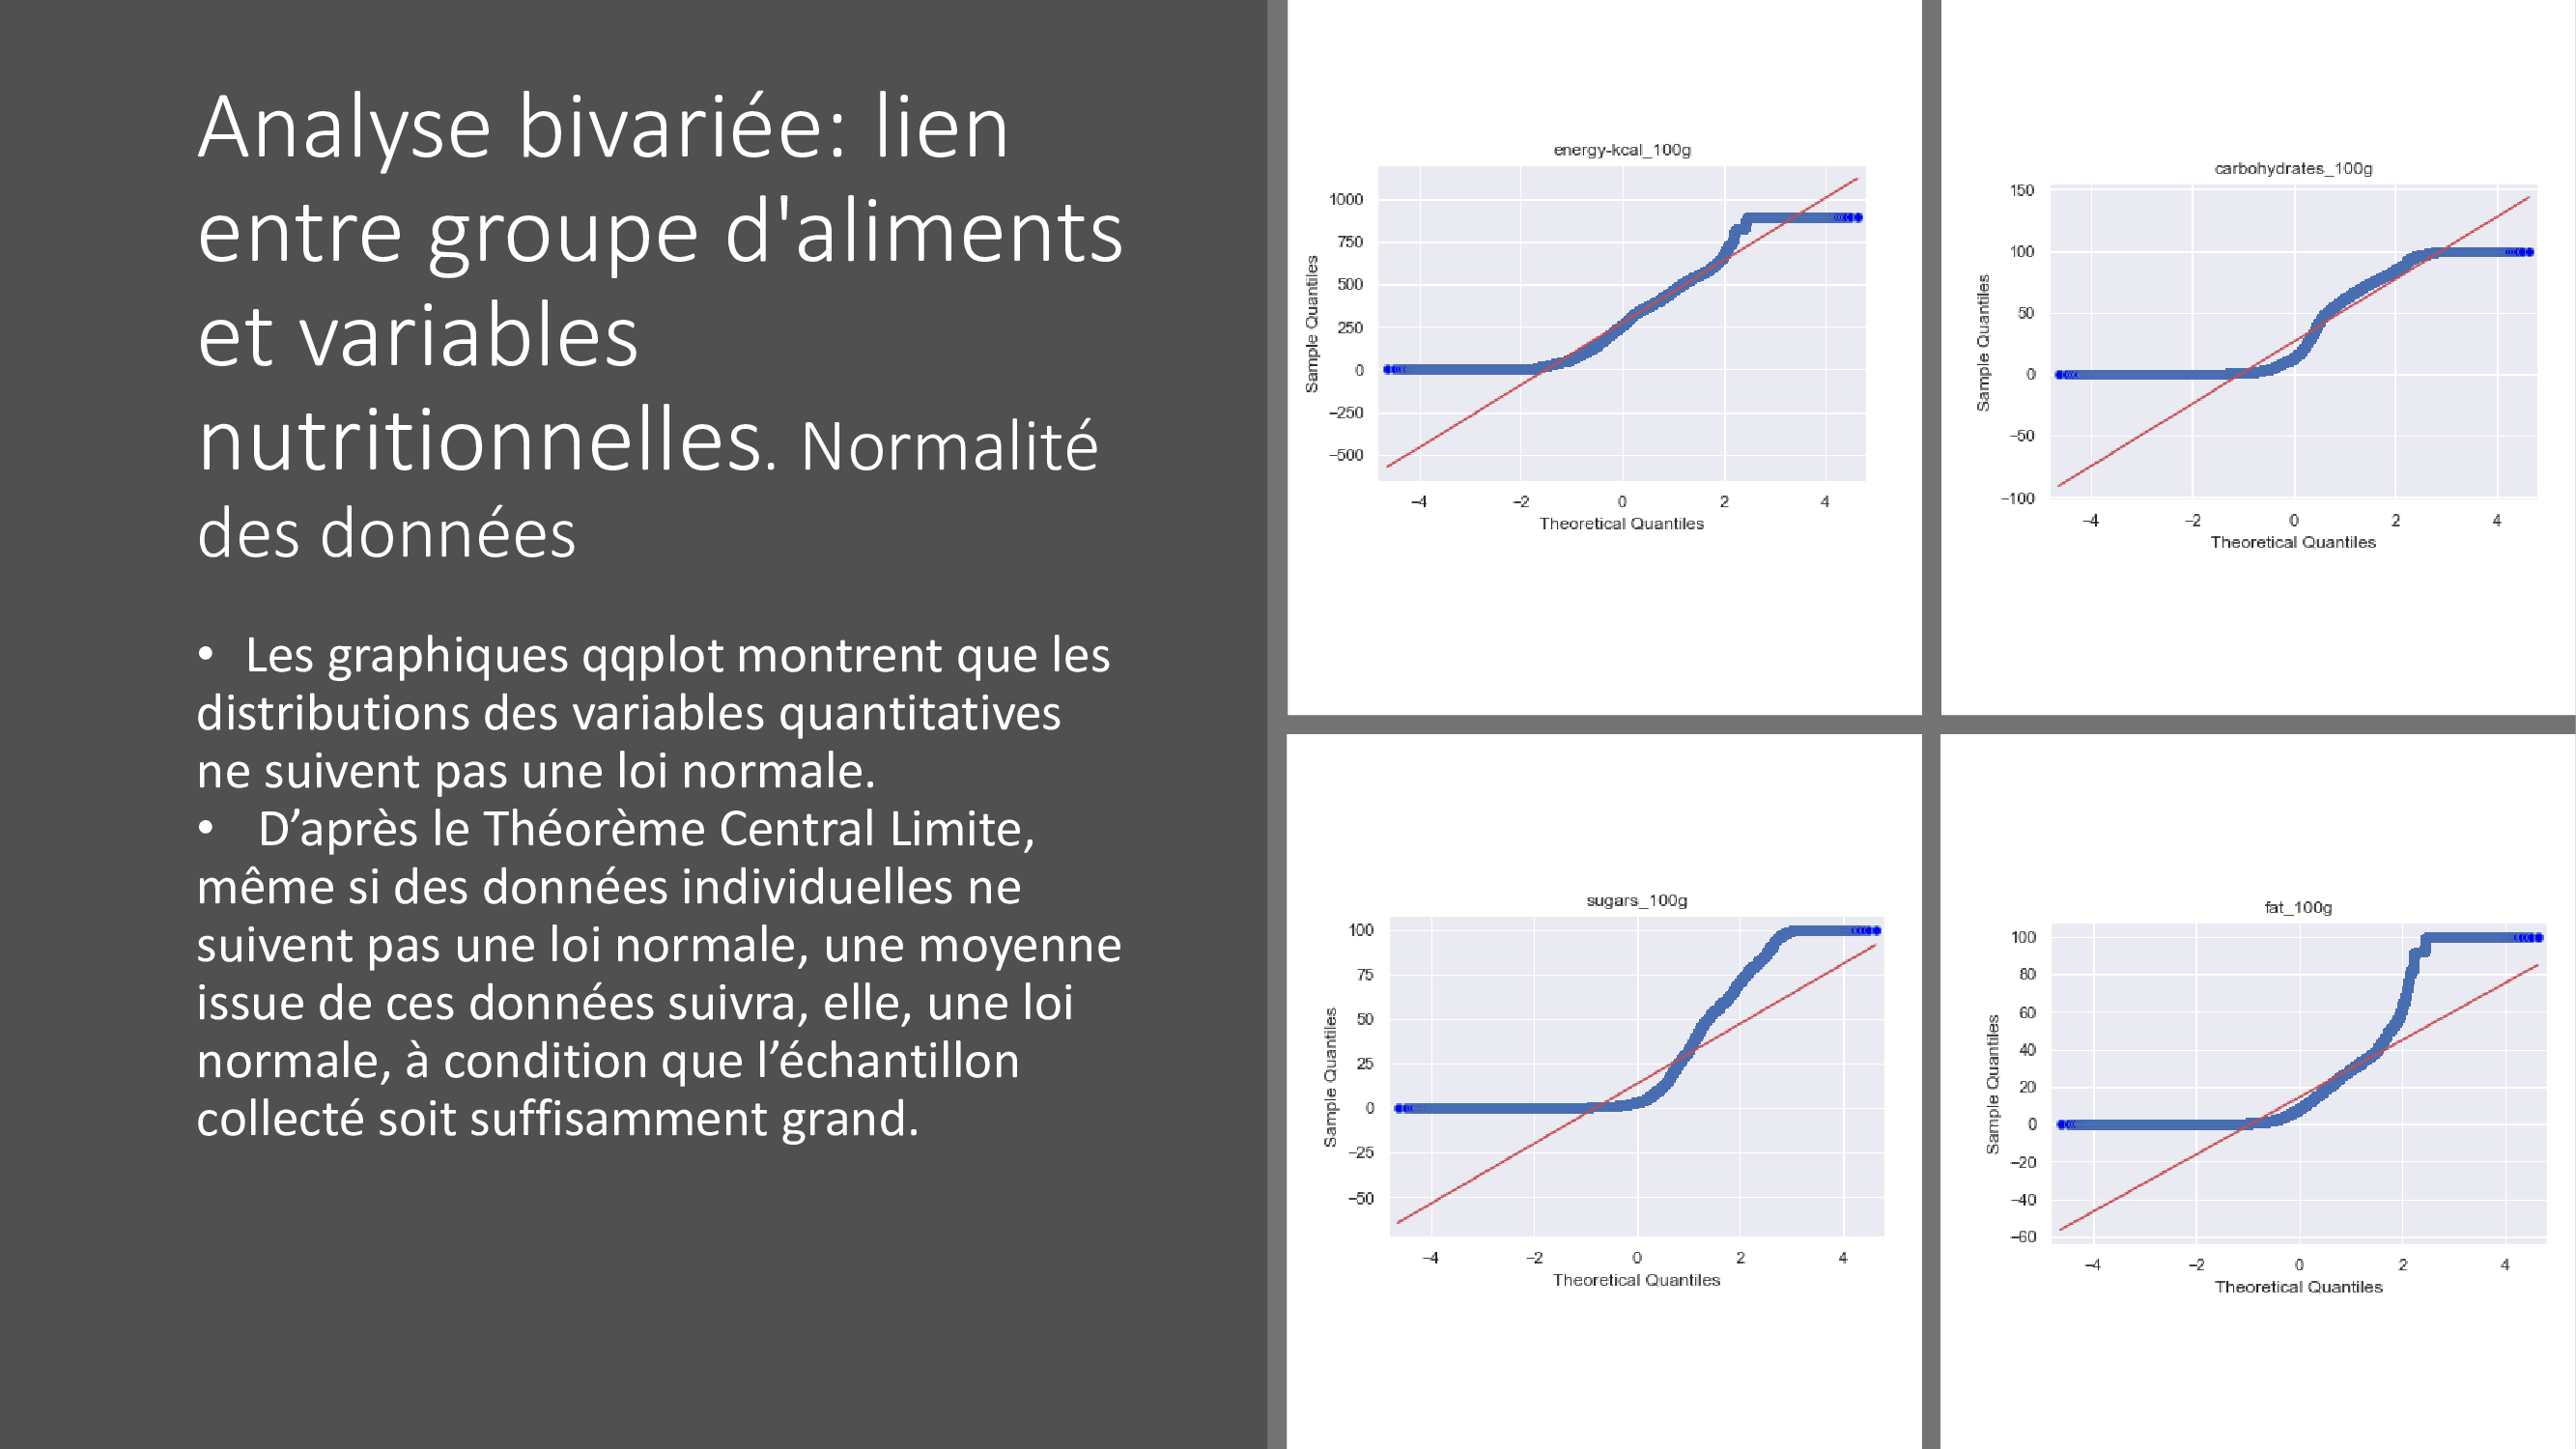 Analyse bivariée: lien
entre groupe d'aliments
et variables
nutritionnelles. Normalité
des données
• Les graphiques qqplot montrent que les
distributions des variables quantitatives
ne suivent pas une loi normale.
• D’après le Théorème Central Limite,
même si des données individuelles ne
suivent pas une loi normale, une moyenne
issue de ces données suivra, elle, une loi
normale, à condition que l’échantillon
collecté soit suffisamment grand.
energy-kcal_100g
1000
750
500
250
0
−250
−500
Sample Quantiles
−4 −2 0 2 4
Theoretical Quantiles
carbohydrates_100g
150
100
50
0
−50
−100
Sample Quantiles
−4 −2 0 2 4
Theoretical Quantiles
sugars_100g
100
75
50
25
0
−25
−50
Sample Quantiles
−4 −2 0 2 4
Theoretical Quantiles
fat_100g
100
80
60
40
20
0
−20
−40
−60
Sample Quantiles
−4 −2 0 2 4
Theoretical Quantiles